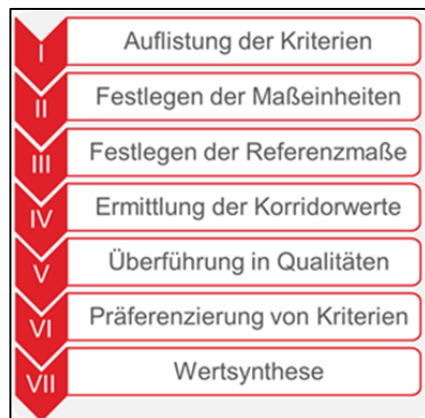 I Auflistung der Kriterien
II Festlegen der Maßeinheiten
III Festlegen der Referenzmaße
IV Ermittlung der Korridorwerte
V Überführung in Qualitäten
VI Präferenzierung von Kriterien
VII Wertsynthese